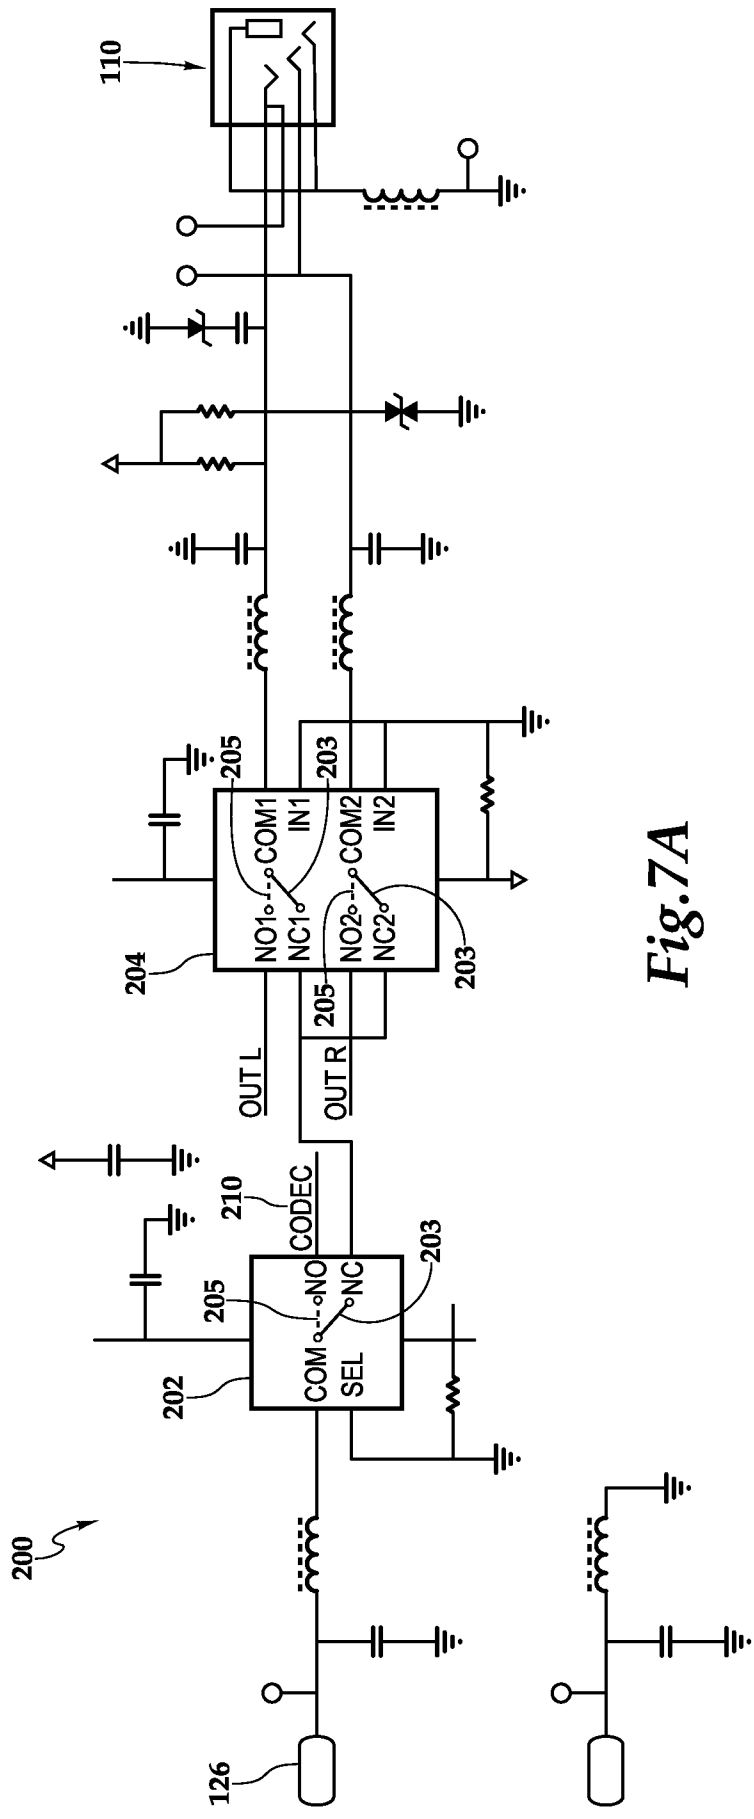 110
205
203
NO1 COM1
NC1 IN1
NO2 COM2
NC2 IN2
204
205
203
OUT L
OUT R
210
CODEC
205
203
COM NO
SEL NC
202
200
126
Fig.7A